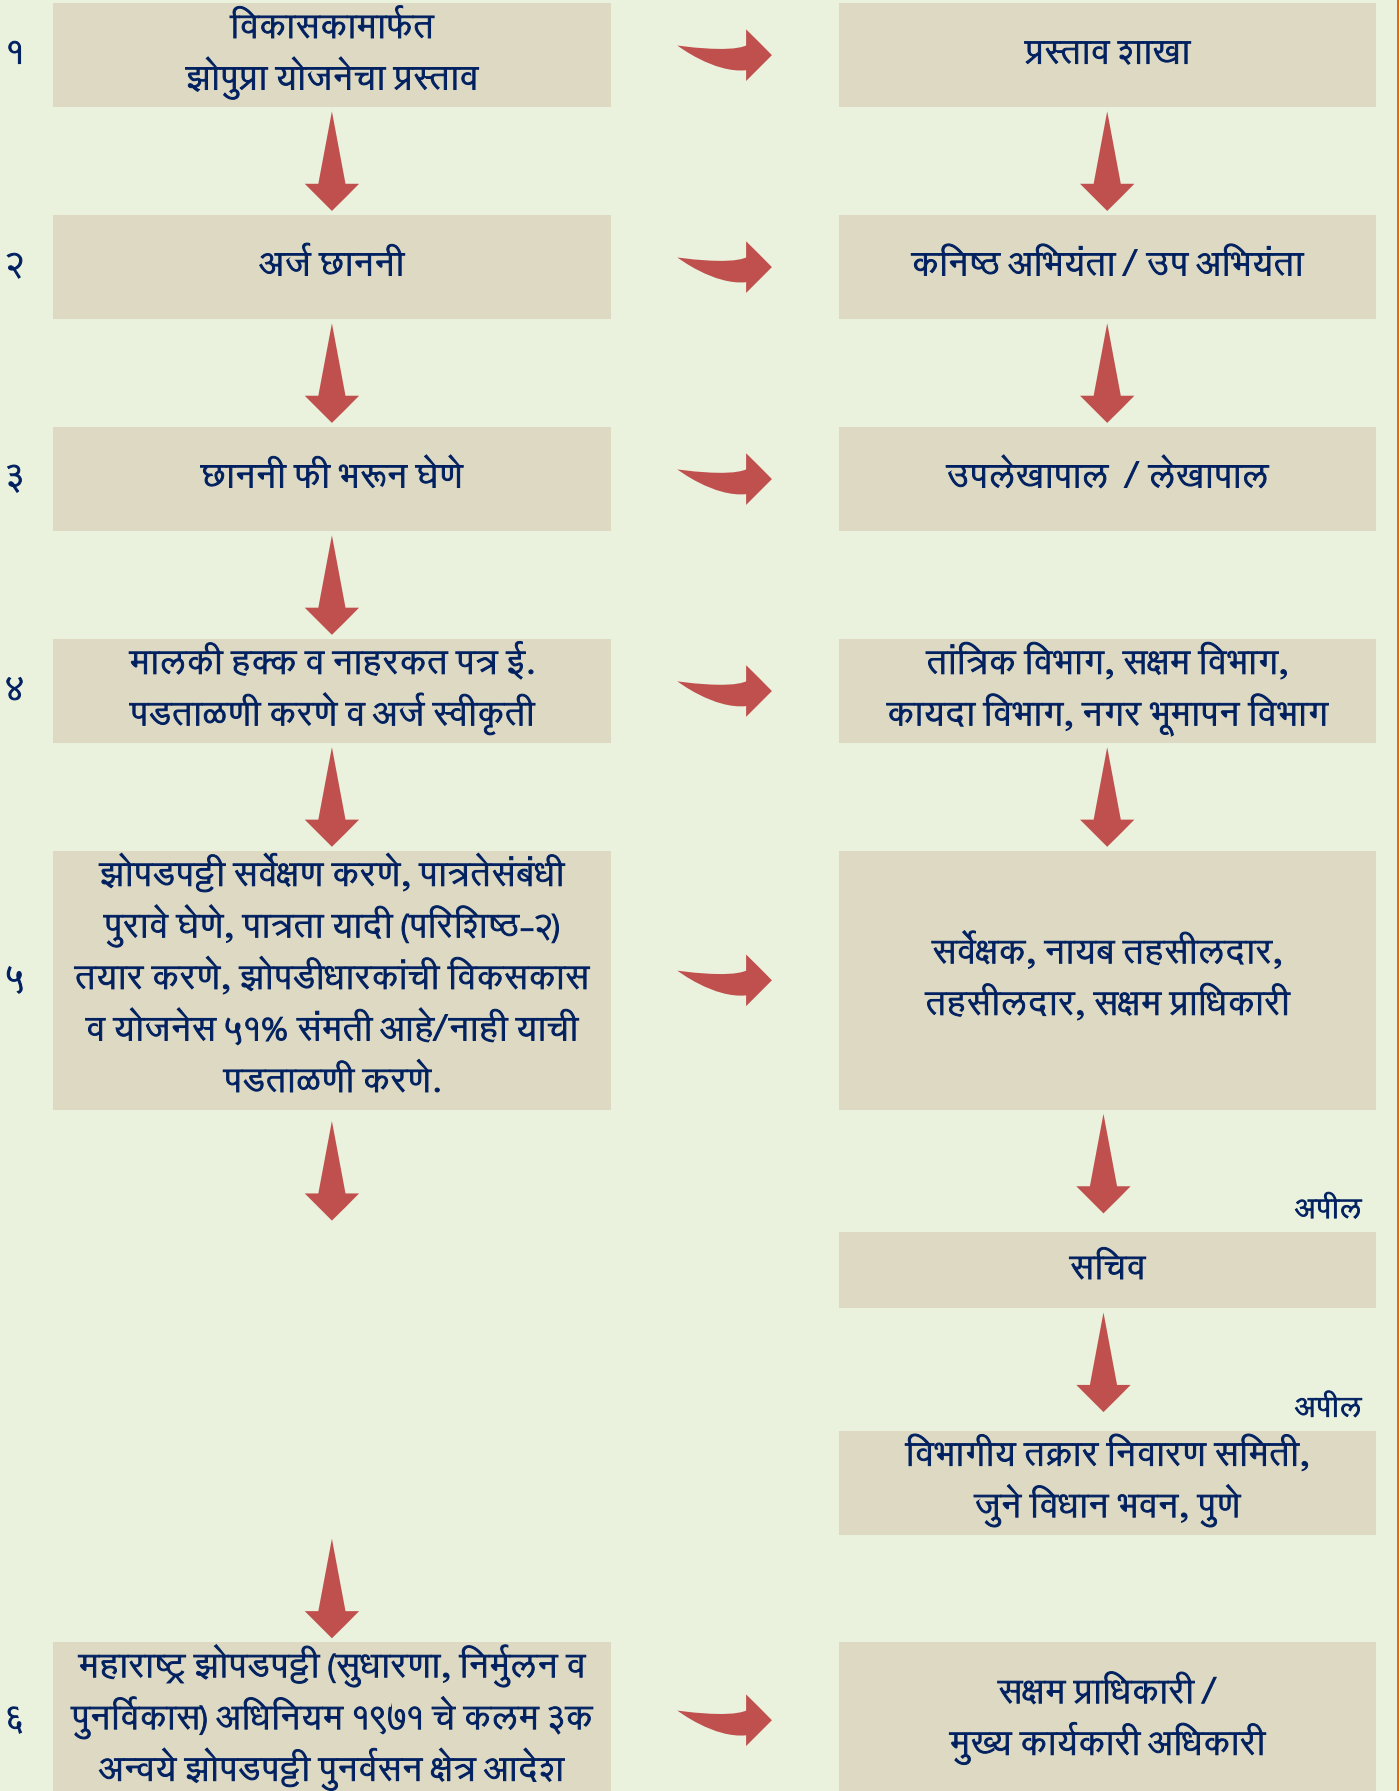 १
विकासकामार्फत
झोपुप्रा योजनेचा प्रस्ताव
प्रस्ताव शाखा
२
अर्ज छाननी
कनिष्ठ अभियंता / उप अभियंता
३
छाननी फी भरून घेणे
उपलेखापाल / लेखापाल
४
मालकी हक्क व नाहरकत पत्र ई.
पडताळणी करणे व अर्ज स्वीकृती
तांत्रिक विभाग, सक्षम विभाग,
कायदा विभाग, नगर भूमापन विभाग
५
झोपडपट्टी सर्वेक्षण करणे, पात्रतेसंबंधी
पुरावे घेणे, पात्रता यादी (परिशिष्ठ-२)
तयार करणे, झोपडीधारकांची विकसकास
व योजनेस ५१% संमती आहे/नाही याची
पडताळणी करणे.
सर्वेक्षक, नायब तहसीलदार,
तहसीलदार, सक्षम प्राधिकारी
अपील
सचिव
अपील
विभागीय तक्रार निवारण समिती,
जुने विधान भवन, पुणे
६
महाराष्ट्र झोपडपट्टी (सुधारणा, निर्मुलन व
पुनर्विकास) अधिनियम १९७१ चे कलम ३क
अन्वये झोपडपट्टी पुनर्वसन क्षेत्र आदेश
सक्षम प्राधिकारी /
मुख्य कार्यकारी अधिकारी